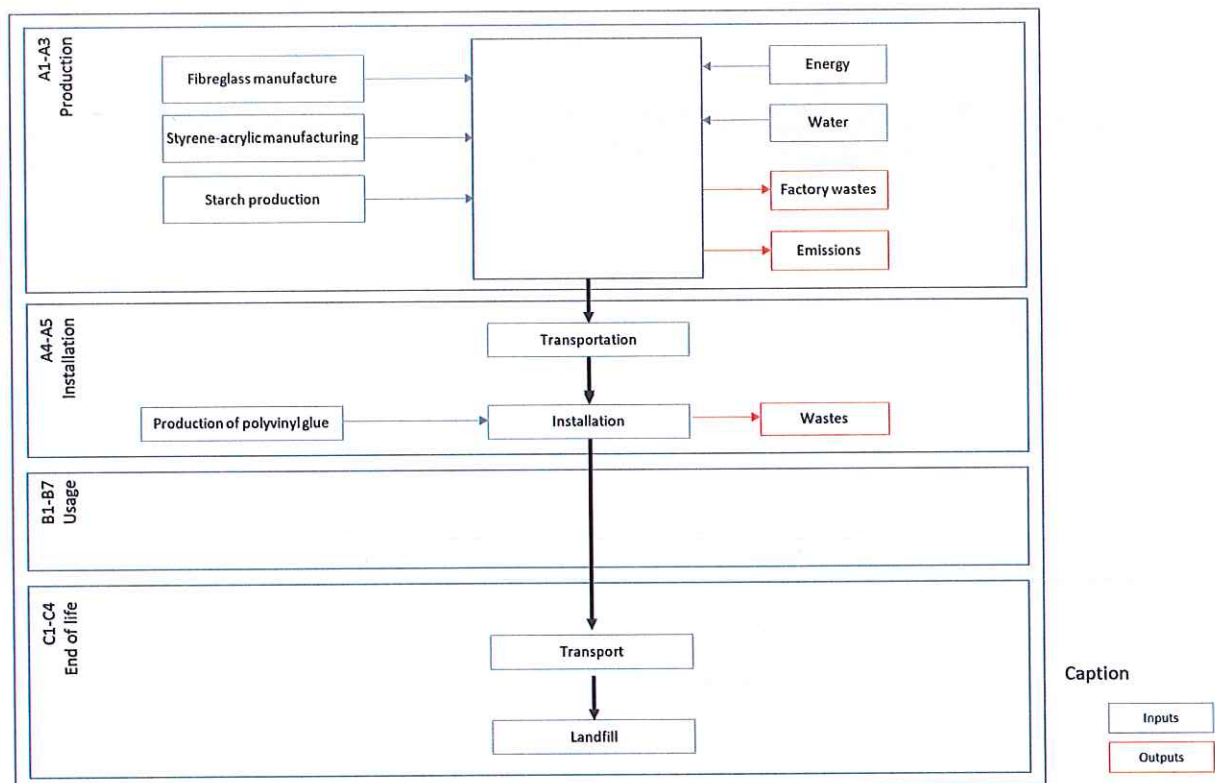 A1-A3
Production
Fibreglass manufacture
Energy
Styrene-acrylic manufacturing
Water
Starch production
Factory wastes
Emissions
A4-A5
Installation
Transportation
Production of polyvinyl glue
Installation
Wastes
B1-B7
Usage
C1-C4
End of life
Transport
Landfill
Caption
Inputs
Outputs